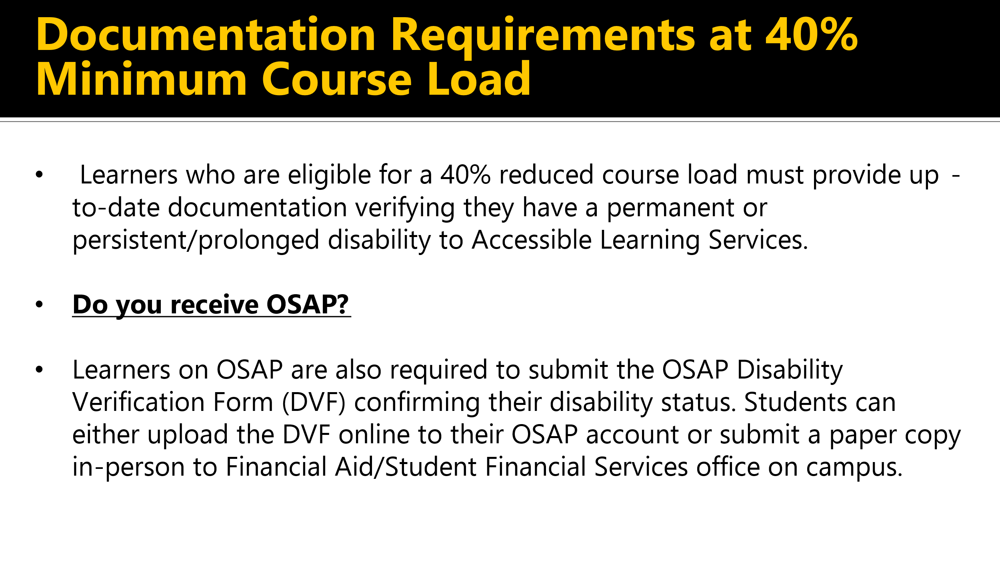 Documentation Requirements at 40%
Minimum Course Load
• Learners who are eligible for a 40% reduced course load must provide up -
to-date documentation verifying they have a permanent or
persistent/prolonged disability to Accessible Learning Services.
• Do you receive OSAP?
• Learners on OSAP are also required to submit the OSAP Disability
Verification Form (DVF) confirming their disability status. Students can
either upload the DVF online to their OSAP account or submit a paper copy
in-person to Financial Aid/Student Financial Services office on campus.